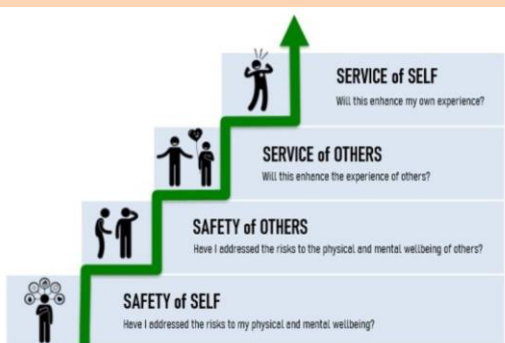 SERVICE of SELF
Will this enhance my own experience?
SERVICE of OTHERS
Will this enhance the experience of others?
SAFETY of OTHERS
Have I addressed the risks to the physical and mental wellbeing of others?
SAFETY of SELF
Have I addressed the risks to my physical and mental wellbeing?